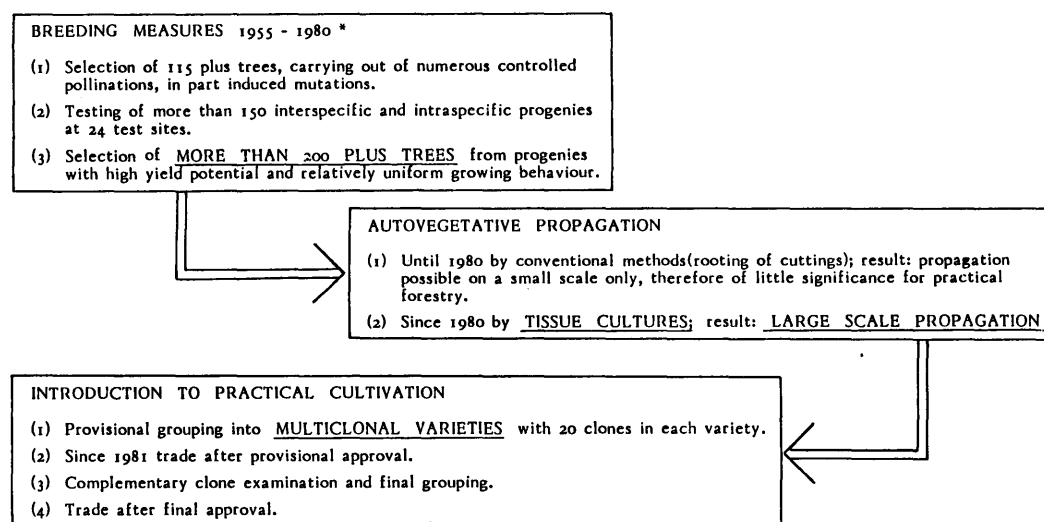 BREEDING MEASURES 1955 - 1980 *
(1) Selection of 115 plus trees, carrying out of numerous controlled
pollinations, in part induced mutations.
(2) Testing of more than 150 interspecific and intraspecific progenies
at 24 test sites.
(3) Selection of MORE THAN 200 PLUS TREES from progenies
with high yield potential and relatively uniform growing behaviour.
AUTOVEGETATIVE PROPAGATION
(1) Until 1980 by conventional methods(rooting of cuttings); result: propagation
possible on a small scale only, therefore of little significance for practical
forestry.
(2) Since 1980 by TISSUE CULTURES; result: LARGE SCALE PROPAGATION
INTRODUCTION TO PRACTICAL CULTIVATION
(1) Provisional grouping into MULTICLONAL VARIETIES with 20 clones in each variety.
(2) Since 1981 trade after provisional approval.
(3) Complementary clone examination and final grouping.
(4) Trade after final approval.